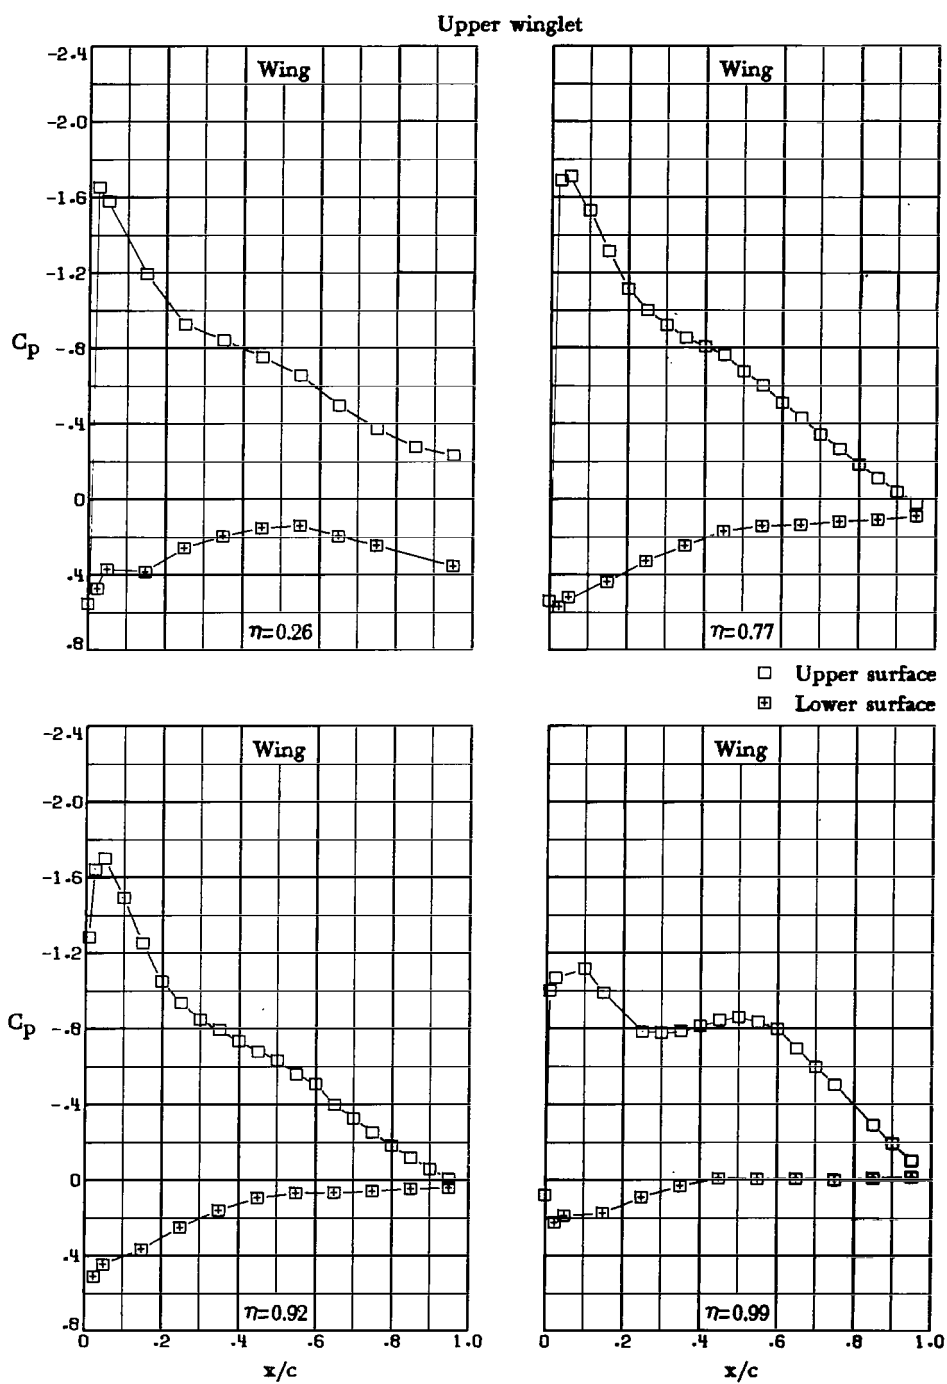 Upper winglet
Wing
Wing
-2.4
-2.0
-1.6
-1.2
-.8
-.4
0
.4
.8
Cp
η=0.26
η=0.77
Upper surface
Lower surface
Wing
Wing
-2.4
-2.0
-1.6
-1.2
-.8
-.4
0
.4
.8
Cp
η=0.92
η=0.99
0 .2 .4 .6 .8 1.0
0 .2 .4 .6 .8 1.0
x/c
x/c